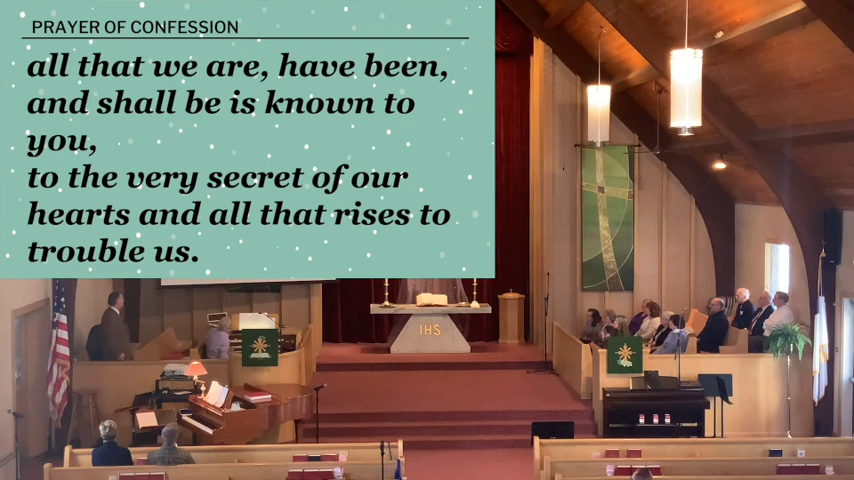 PRAYER OF CONFESSION
all that we are, have been,
and shall be is known to
you,
to the very secret of our
hearts and all that rises to
trouble us.
IHS